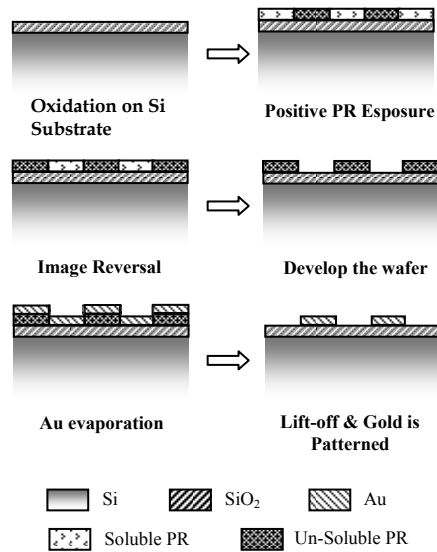 Oxidation on Si
Substrate
Positive PR Esposure
Image Reversal
Develop the wafer
Au evaporation
Lift-off & Gold is
Patterned
Si
SiO₂
Au
Soluble PR
Un-Soluble PR